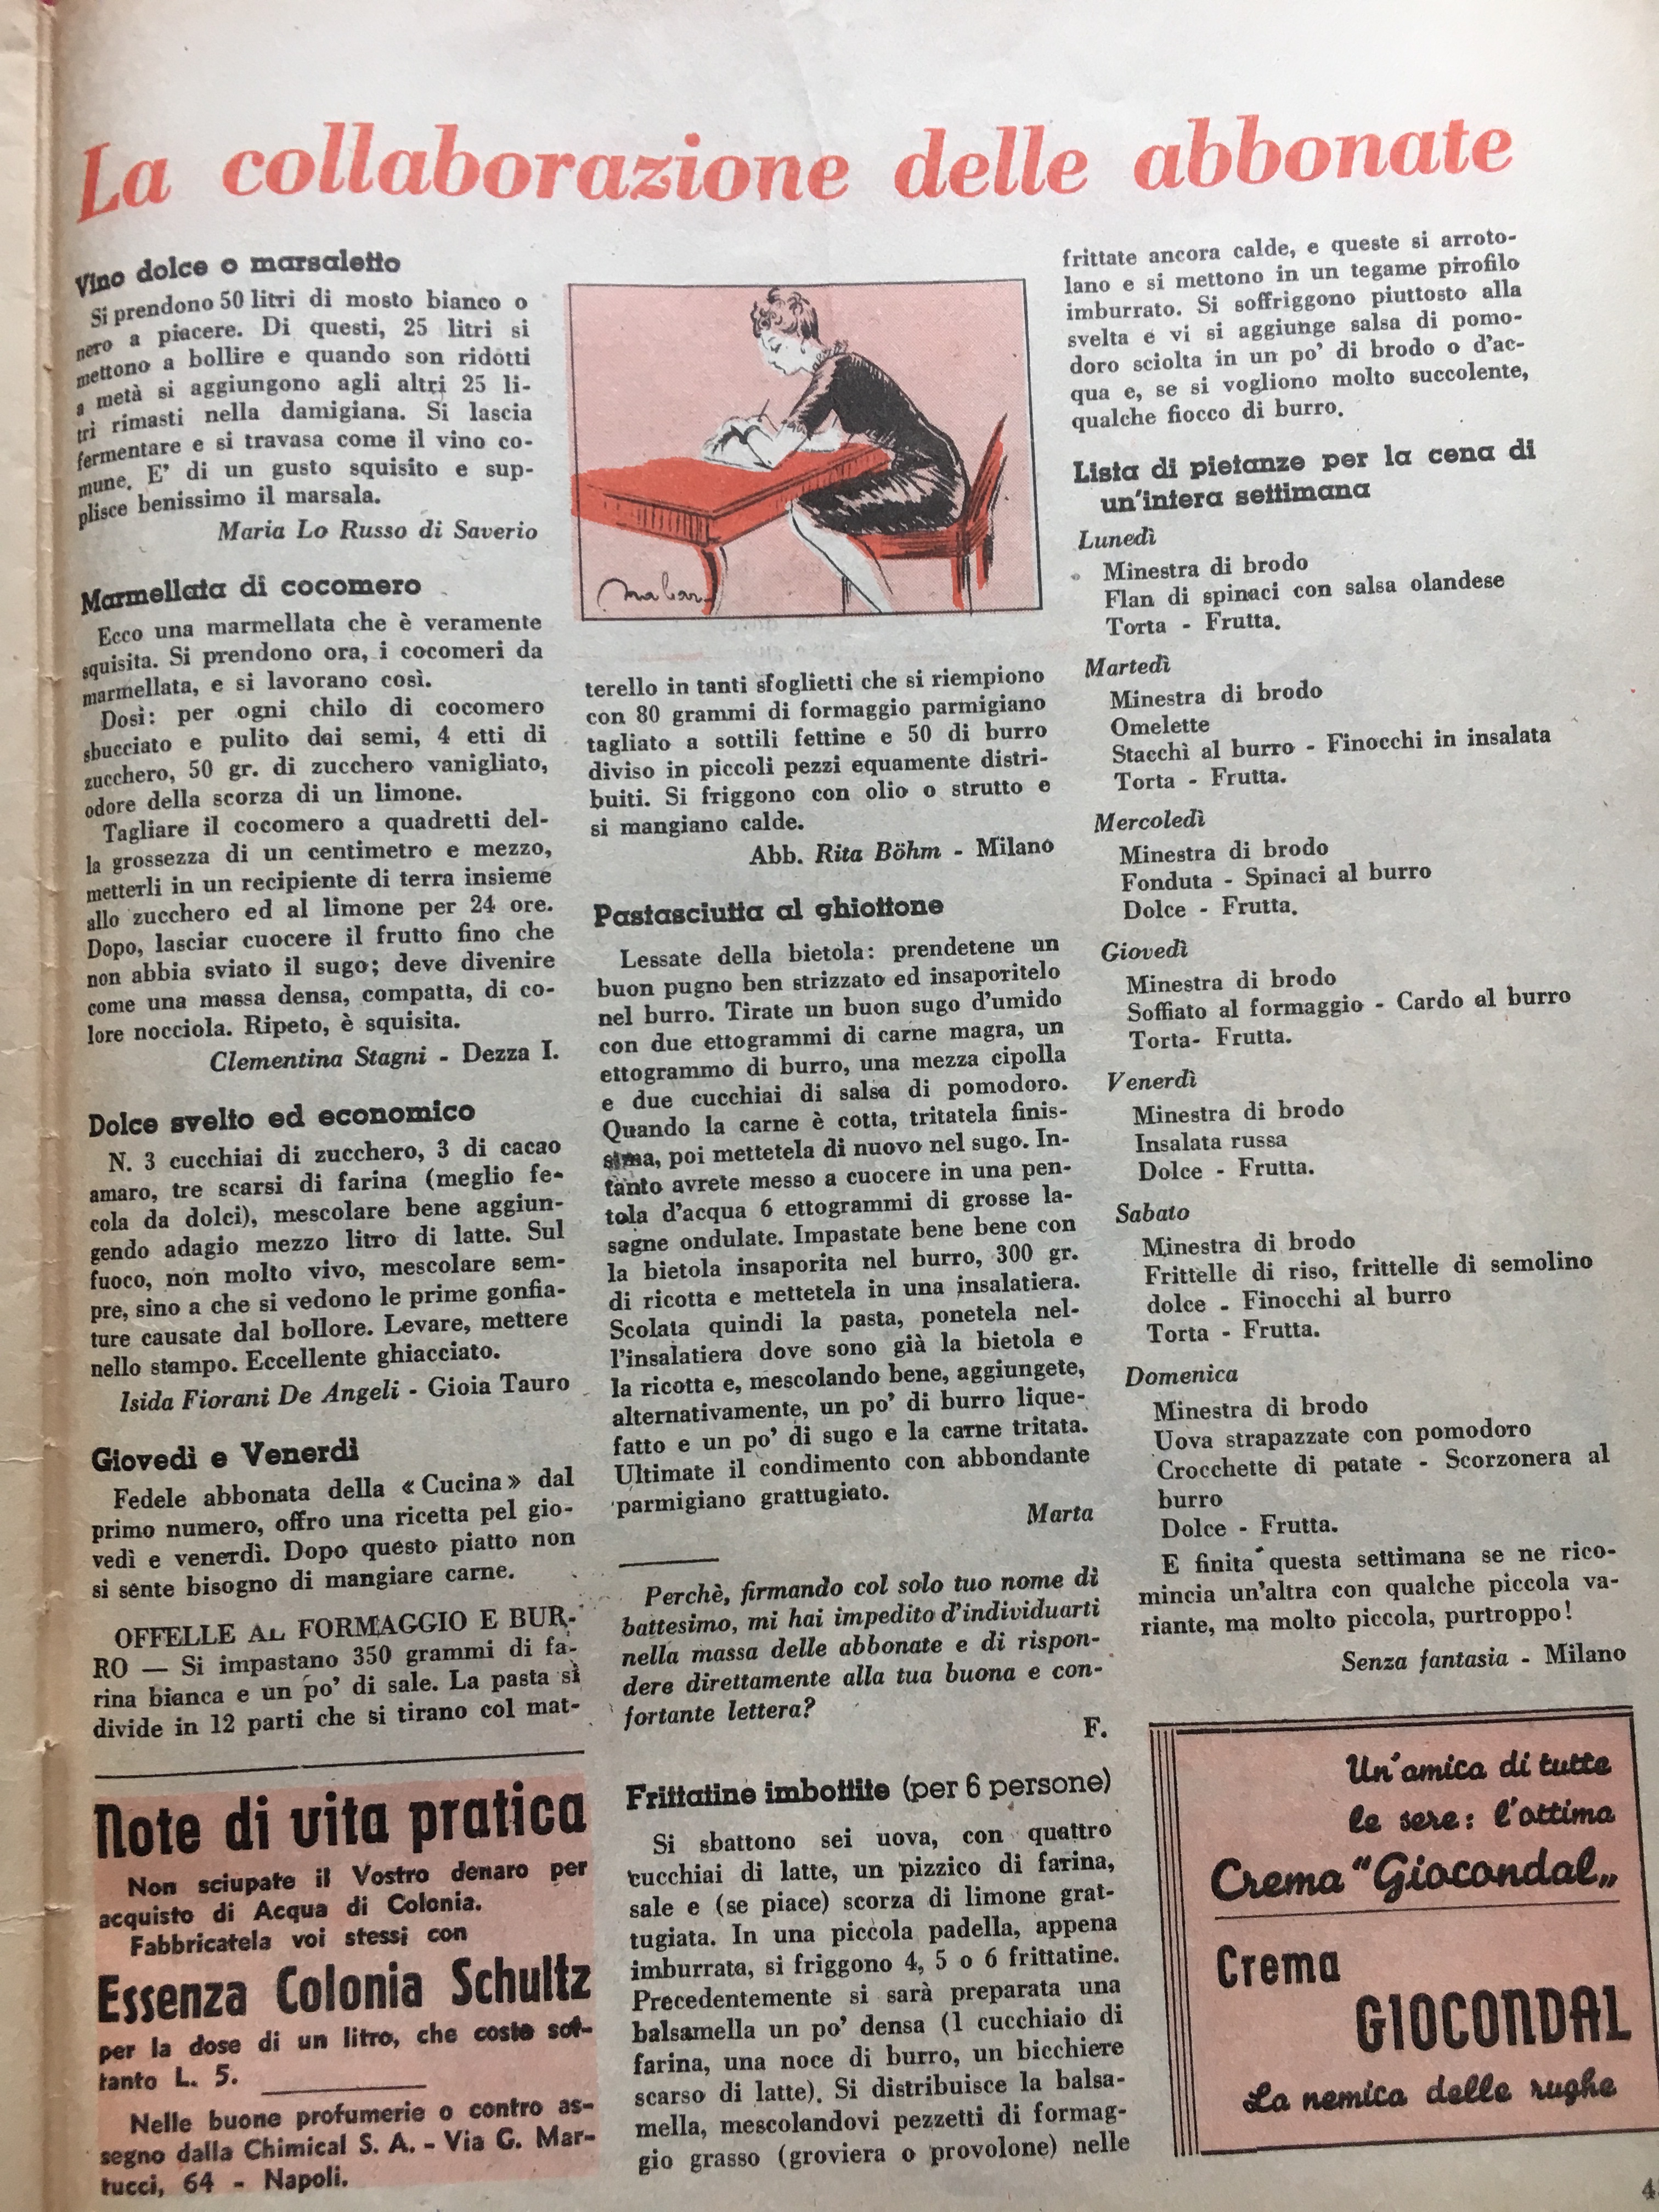 La collaborazione delle abbonate
Vino dolce o marsaletto
Si prendono 50 litri di mosto bianco o
nero a piacere. Di questi, 25 litri si
mettono a bollire e quando son ridotti
a metà si aggiungono agli altri 25 li-
tri rimasti nella damigiana. Si lascia
fermentare e si travasa come il vino co-
mune. E' di un gusto squisito e sup-
plisce benissimo il marsala.
Maria Lo Russo di Saverio
Marmellata di cocomero
Ecco una marmellata che è veramente
squisita. Si prendono ora, i cocomeri da
marmellata, e si lavorano così.
Dosi: per ogni chilo di cocomero
sbucciato e pulito dai semi, 4 etti di
zucchero, 50 gr. di zucchero vanigliato,
odore della scorza di un limone.
Tagliare il cocomero a quadretti del-
la grossezza di un centimetro e mezzo,
metterli in un recipiente di terra insieme
allo zucchero ed al limone per 24 ore.
Dopo, lasciar cuocere il frutto fino che
non abbia sviato il sugo; deve divenire
come una massa densa, compatta, di co-
lore nocciola. Ripeto, è squisita.
Clementina Stagni - Dezza I.
Dolce svelto ed economico
N. 3 cucchiai di zucchero, 3 di cacao
amaro, tre scarsi di farina (meglio fe-
cola da dolci), mescolare bene aggiun-
gendo adagio mezzo litro di latte. Sul
fuoco, non molto vivo, mescolare sem-
pre, sino a che si vedono le prime gonfia-
ture causate dal bollore. Levare, mettere
nello stampo. Eccellente ghiacciato.
Isida Fiorani De Angeli - Gioia Tauro
Giovedì e Venerdì
Fedele abbonata della « Cucina » dal
primo numero, offro una ricetta pel gio-
vedì e venerdì. Dopo questo piatto non
si sente bisogno di mangiare carne.
OFFELLE AL FORMAGGIO E BUR-
RO — Si impastano 350 grammi di fa-
rina bianca e un po' di sale. La pasta si
divide in 12 parti che si tirano col mat-
Note di vita pratica
Non sciupate il Vostro denaro per
acquisto di Acqua di Colonia.
Fabbricatela voi stessi con
Essenza Colonia Schultz
per la dose di un litro, che costa sol-
tanto L. 5.
Nelle buone profumerie o contro as-
segno dalla Chimical S. A. - Via G. Mar-
tucci, 64 - Napoli.
terello in tanti sfoglietti che si riempiono
con 80 grammi di formaggio parmigiano
tagliato a sottili fettine e 50 di burro
diviso in piccoli pezzi equamente distri-
buiti. Si friggono con olio o strutto e
si mangiano calde.
Abb. Rita Böhm - Milano
Pastasciutta al ghiottone
Lessate della bietola: prendetene un
buon pugno ben strizzato ed insaporitelo
nel burro. Tirate un buon sugo d'umido
con due ettogrammi di carne magra, un
ettogrammo di burro, una mezza cipolla
e due cucchiai di salsa di pomodoro.
Quando la carne è cotta, tritatela finis-
sima, poi mettetela di nuovo nel sugo. In-
tanto avrete messo a cuocere in una pen-
tola d'acqua 6 ettogrammi di grosse la-
sagne ondulate. Impastate bene bene con
la bietola insaporita nel burro, 300 gr.
di ricotta e mettetela in una insalatiera.
Scolata quindi la pasta, ponetela nel-
l'insalatiera dove sono già la bietola e
la ricotta e, mescolando bene, aggiungete,
alternativamente, un po' di burro lique-
fatto e un po' di sugo e la carne tritata.
Ultimate il condimento con abbondante
parmigiano grattugiato.
Marta
Perchè, firmando col solo tuo nome di
battesimo, mi hai impedito d'individuarti
nella massa delle abbonate e di rispon-
dere direttamente alla tua buona e con-
fortante lettera?
F.
Frittatine imbottite (per 6 persone)
Si sbattono sei uova, con quattro
cucchiai di latte, un pizzico di farina,
sale e (se piace) scorza di limone grat-
tugiata. In una piccola padella, appena
imburrata, si friggono 4, 5 o 6 frittatine.
Precedentemente si sarà preparata una
balsamella un po' densa (1 cucchiaio di
farina, una noce di burro, un bicchiere
scarso di latte). Si distribuisce la balsa-
mella, mescolandovi pezzetti di formag-
gio grasso (groviera o provolone) nelle
frittate ancora calde, e queste si arroto-
lano e si mettono in un tegame pirofilo
imburrato. Si soffriggono piuttosto alla
svelta e vi si aggiunge salsa di pomo-
doro sciolta in un po' di brodo o d'ac-
qua e, se si vogliono molto succolente,
qualche fiocco di burro.
Lista di pietanze per la cena di
un'intera settimana
Lunedì
Minestra di brodo
Flan di spinaci con salsa olandese
Torta - Frutta.
Martedì
Minestra di brodo
Omelette
Stacchì al burro - Finocchi in insalata
Torta - Frutta.
Mercoledì
Minestra di brodo
Fonduta - Spinaci al burro
Dolce - Frutta.
Giovedì
Minestra di brodo
Soffiato al formaggio - Cardo al burro
Torta- Frutta.
Venerdì
Minestra di brodo
Insalata russa
Dolce - Frutta.
Sabato
Minestra di brodo
Frittelle di riso, frittelle di semolino
dolce - Finocchi al burro
Torta - Frutta.
Domenica
Minestra di brodo
Uova strapazzate con pomodoro
Crocchette di patate - Scorzonera al
burro
Dolce - Frutta.
E finita questa settimana se ne rico-
mincia un'altra con qualche piccola va-
riante, ma molto piccola, purtroppo!
Senza fantasia - Milano
Un'amica di tutte
le sere: l'ottima
Crema "Giocondal„
Crema
GIOCONDAL
La nemica delle rughe